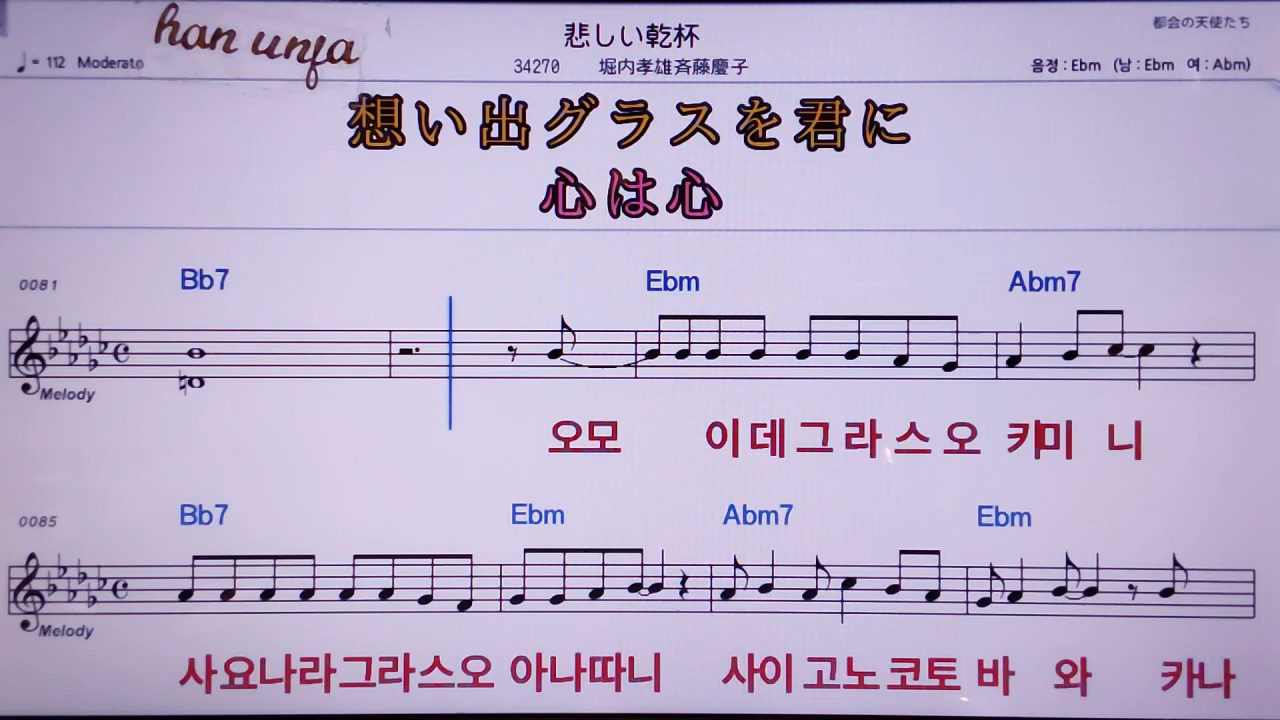 han unja
悲しい乾杯
都会の天使たち
♩= 112 Moderato
34270 堀内孝雄斉藤慶子
음정 : Ebm (남 : Ebm 여 : Abm)
想い出グラスを君に
心は心
0081 Bb7 Ebm Abm7
Melody
오모 이데그라스오 키미 니
0085 Bb7 Ebm Abm7 Ebm
Melody
사요나라그라스오 아나따니 사이고노코토 바 와 카나